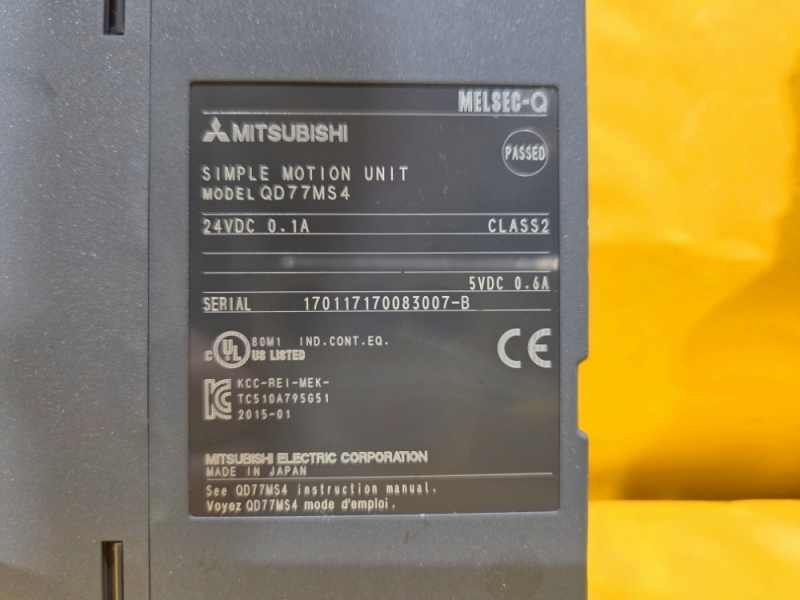 MELSEC-Q
MITSUBISHI
PASSED
SIMPLE MOTION UNIT
MODEL QD77MS4
24VDC 0.1A CLASS2
5VDC 0.6A
SERIAL 170117170083007-B
C UL US LISTED 80M1 IND.CONT.EQ.
CE
KCC-REI-MEK-
TC510A795G51
2015-01
MITSUBISHI ELECTRIC CORPORATION
MADE IN JAPAN
See QD77MS4 instruction manual.
Voyez QD77MS4 mode d'emploi.